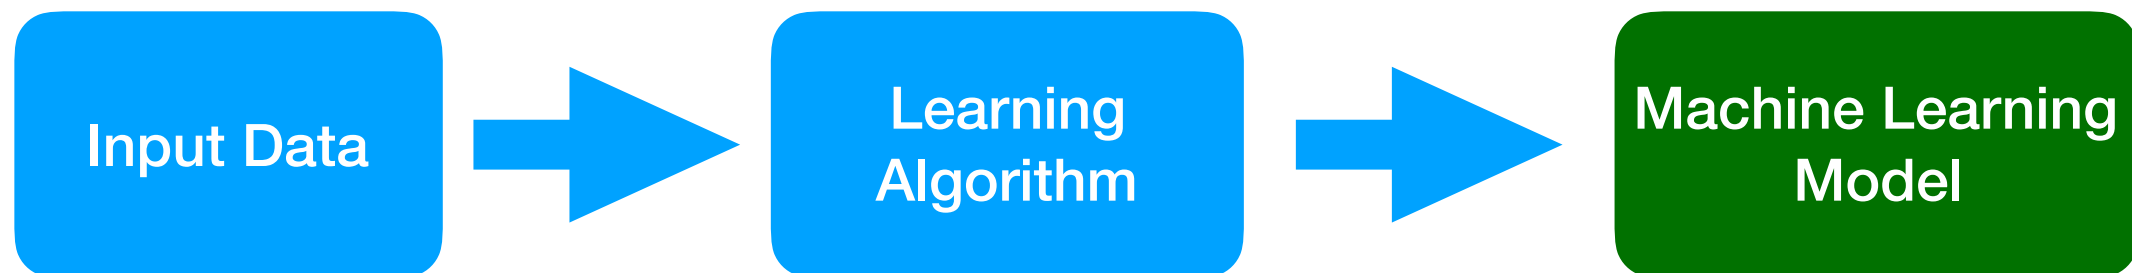 Input Data
Learning
Algorithm
Machine Learning
Model